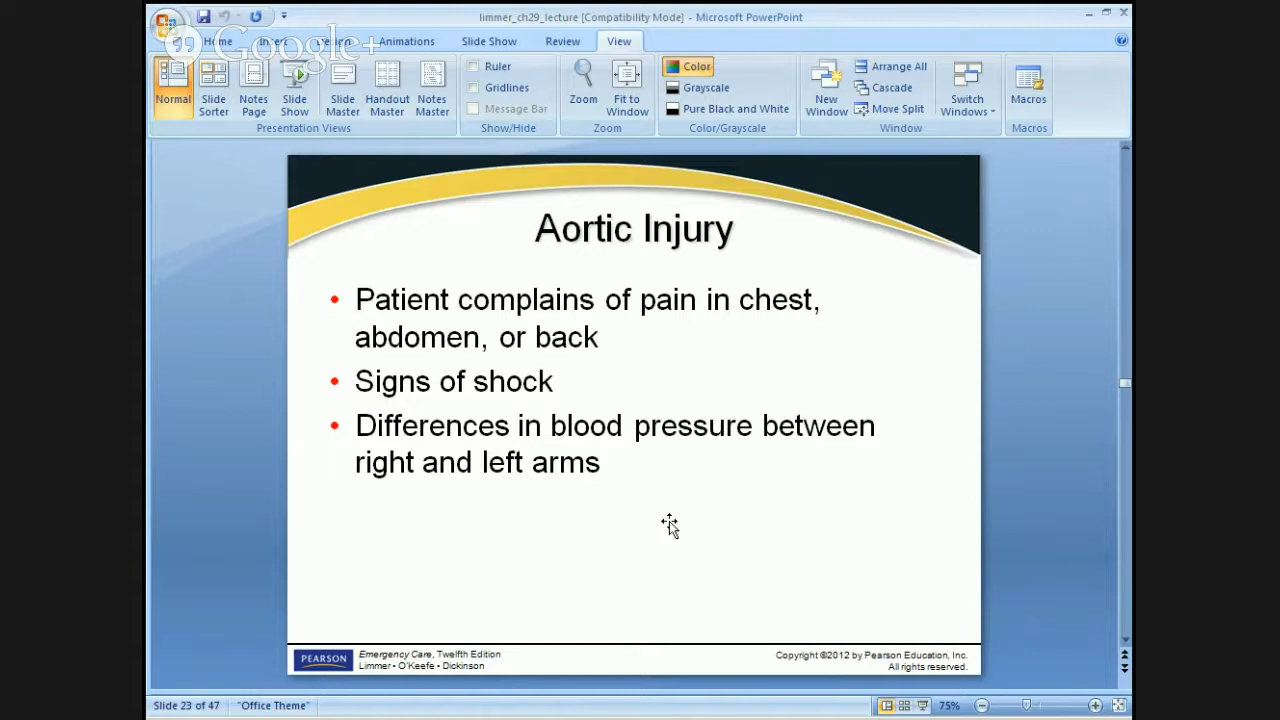 limmer_ch29_lecture [Compatibility Mode] - Microsoft PowerPoint
Google+
Home Insert Design Animations Slide Show Review View
Normal
Slide Sorter
Notes Page
Slide Show
Slide Master
Handout Master
Notes Master
Presentation Views
Ruler
Gridlines
Message Bar
Show/Hide
Zoom
Fit to Window
Zoom
Color
Grayscale
Pure Black and White
Color/Grayscale
New Window
Arrange All
Cascade
Move Split
Switch Windows
Window
Macros
Macros
Aortic Injury
• Patient complains of pain in chest,
abdomen, or back
• Signs of shock
• Differences in blood pressure between
right and left arms
PEARSON
Emergency Care, Twelfth Edition
Limmer • O'Keefe • Dickinson
Copyright ©2012 by Pearson Education, Inc.
All rights reserved.
Slide 23 of 47 "Office Theme" 75%